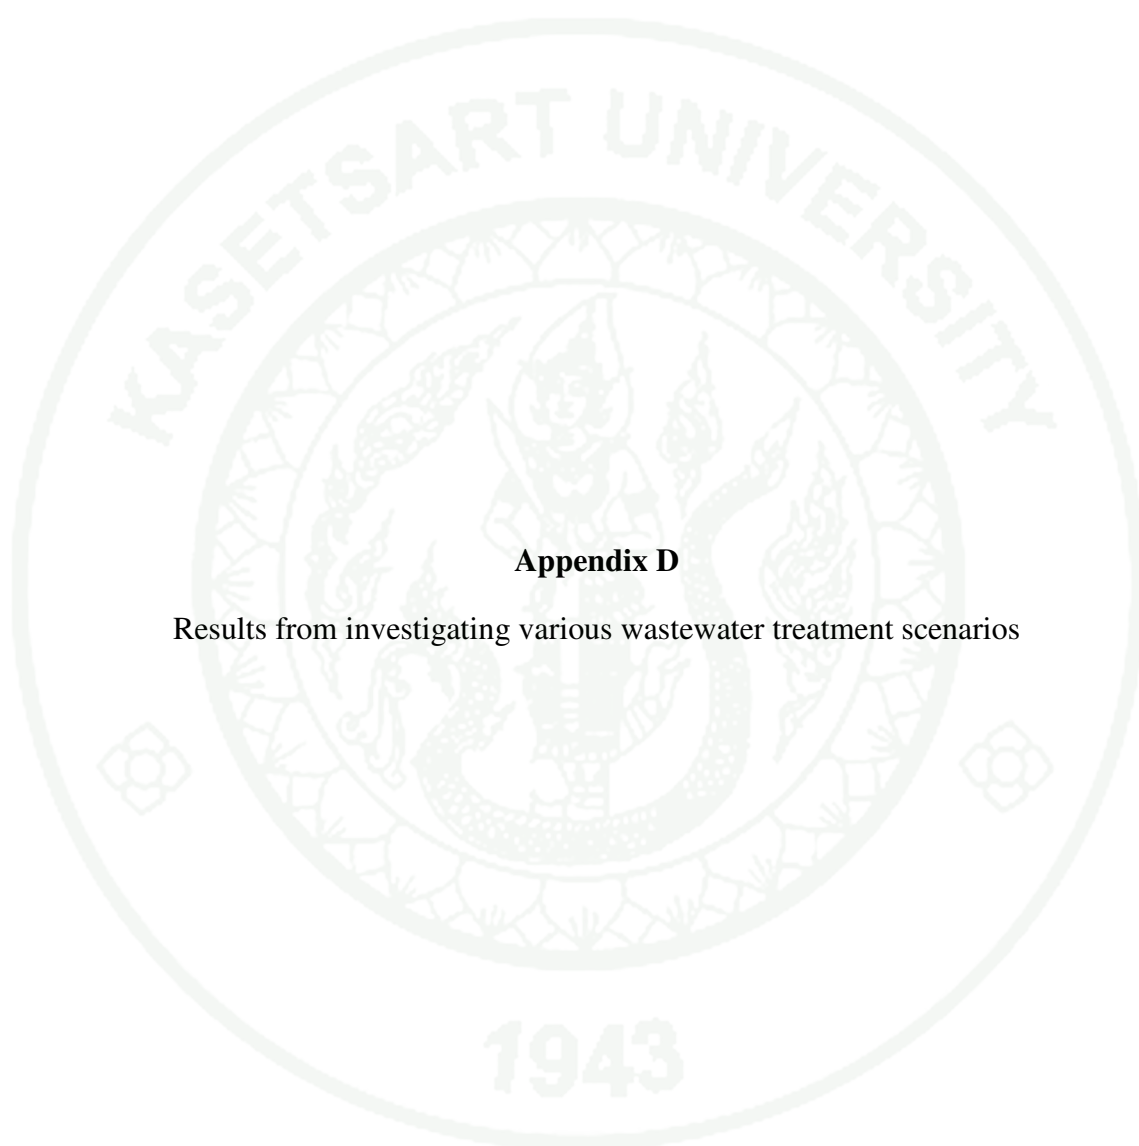 KASETSART UNIVERSITY
Appendix D
Results from investigating various wastewater treatment scenarios
1943